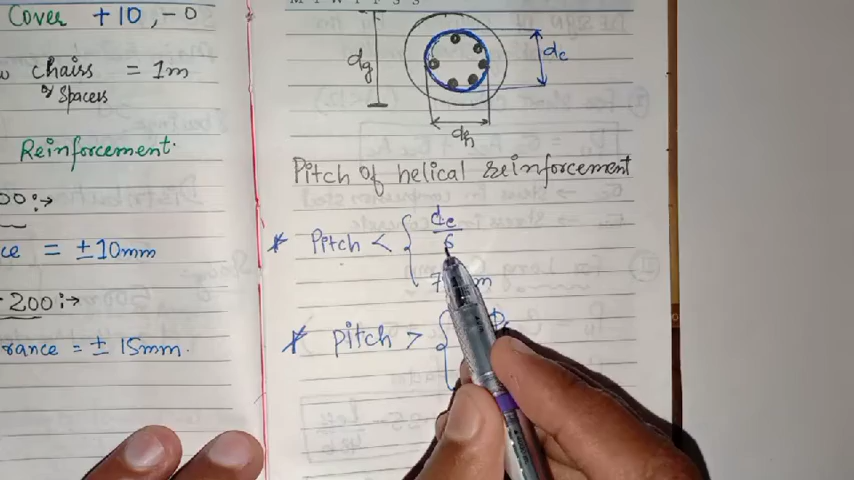 Cover +10, -0
chairs = 1m
or Spacers
Reinforcement.
00:→
= ±10mm
200:→
rance = ± 15mm.
M T W T F S S
dg
dc
dh
Pitch of helical reinforcement
* Pitch < { dc/6
* pitch > {